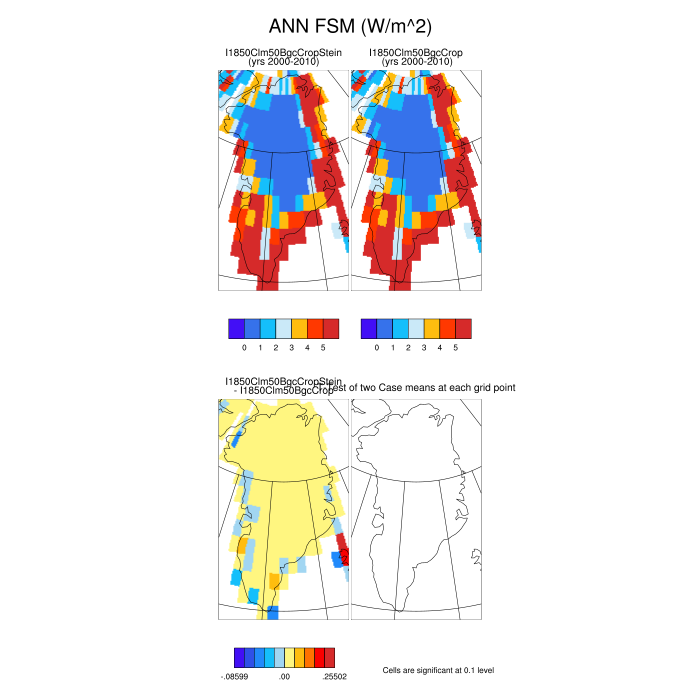 ANN FSM (W/m^2)
I1850Clm50BgcCropStein
(yrs 2000-2010)
I1850Clm50BgcCrop
(yrs 2000-2010)
0 1 2 3 4 5
0 1 2 3 4 5
I1850Clm50BgcCropStein
- I1850Clm50BgcCrop
Test of two Case means at each grid point
-.08599 .00 .25502
Cells are significant at 0.1 level